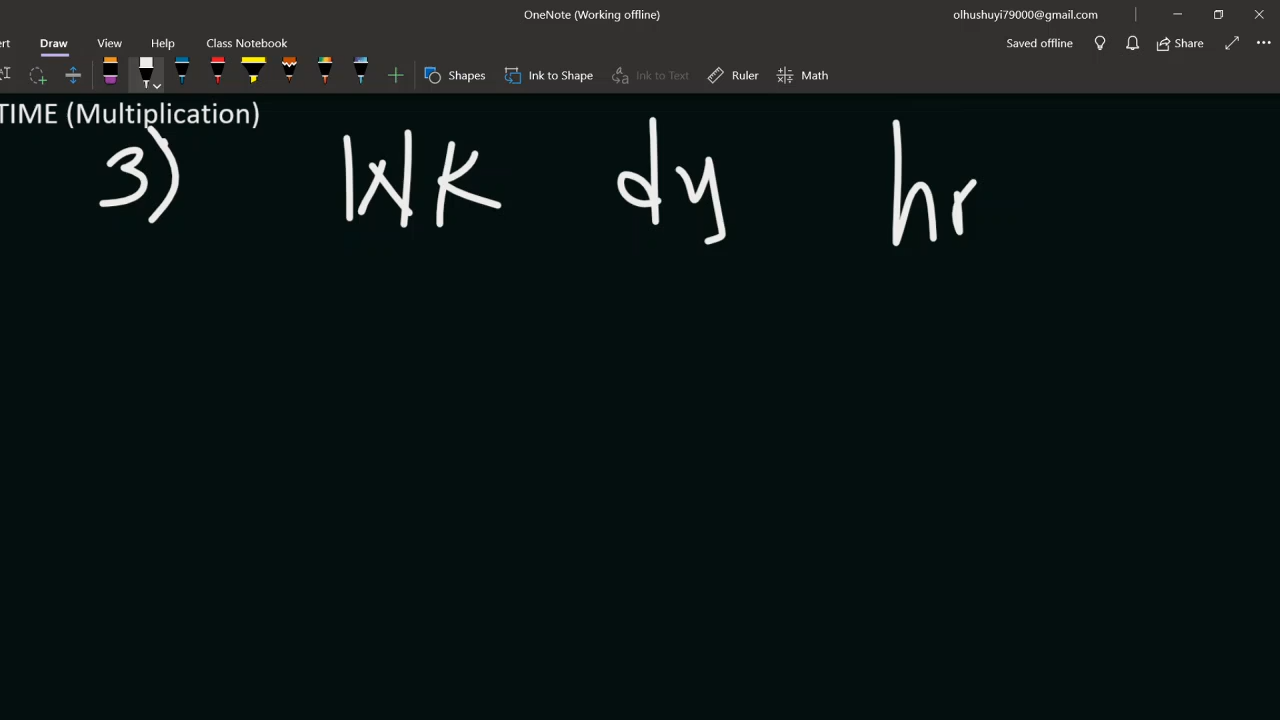 OneNote (Working offline) olhushuyi79000@gmail.com
rt Draw View Help Class Notebook Saved offline Share
Shapes Ink to Shape Ink to Text Ruler Math
TIME (Multiplication)
3) WK dy hr